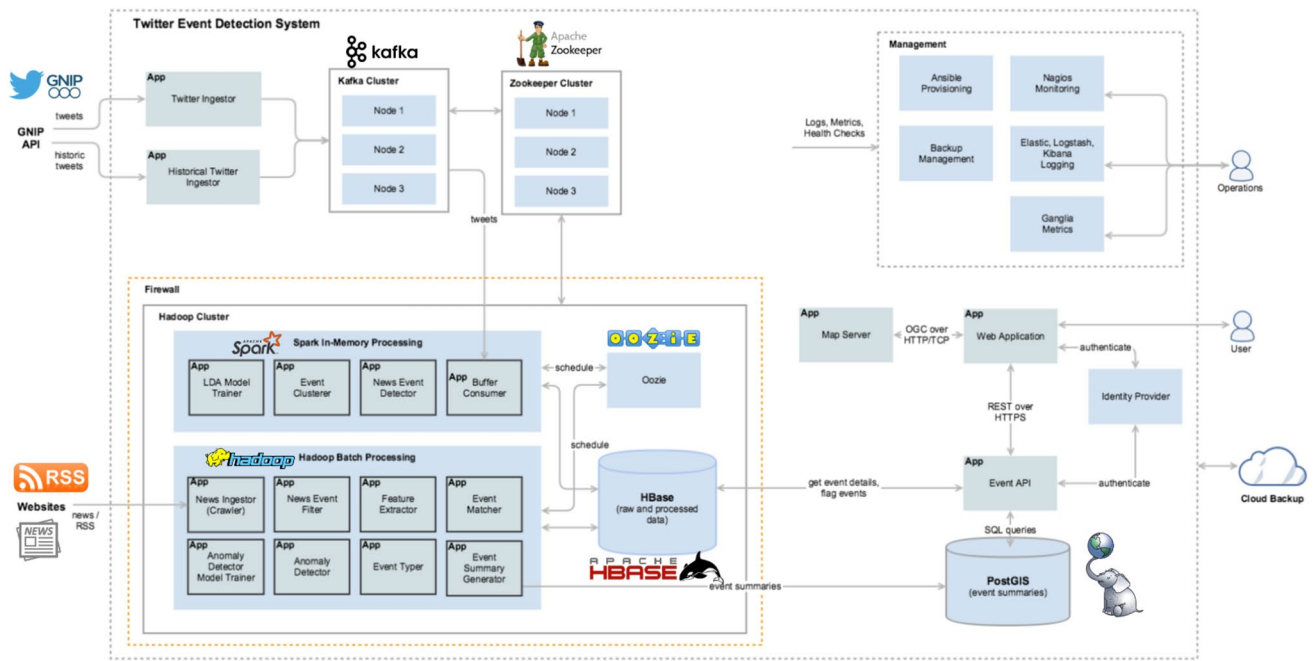 Twitter Event Detection System
kafka
Apache
Zookeeper
GNIP
tweets
GNIP
API
historic
tweets
App
Twitter Ingestor
App
Historical Twitter
Ingestor
Kafka Cluster
Node 1
Node 2
Node 3
Zookeeper Cluster
Node 1
Node 2
Node 3
tweets
Logs, Metrics,
Health Checks
Management
Ansible
Provisioning
Nagios
Monitoring
Backup
Management
Elastic, Logstash,
Kibana
Logging
Ganglia
Metrics
Operations
Firewall
Hadoop Cluster
APACHE
Spark
Spark In-Memory Processing
App
LDA Model
Trainer
App
Event
Clusterer
App
News Event
Detector
App
Buffer
Consumer
schedule
OOZiE
Oozie
schedule
hadoop
Hadoop Batch Processing
App
News Ingestor
(Crawler)
App
News Event
Filter
App
Feature
Extractor
App
Event
Matcher
App
Anomaly
Detector
Model Trainer
App
Anomaly
Detector
App
Event Typer
App
Event
Summary
Generator
HBase
(raw and processed
data)
APACHE
HBASE
event summaries
RSS
Websites
NEWS
news /
RSS
App
Map Server
OGC over
HTTP/TCP
App
Web Application
User
authenticate
Identity Provider
REST over
HTTPS
App
Event API
authenticate
get event details,
flag events
SQL queries
PostGIS
(event summaries)
Cloud Backup